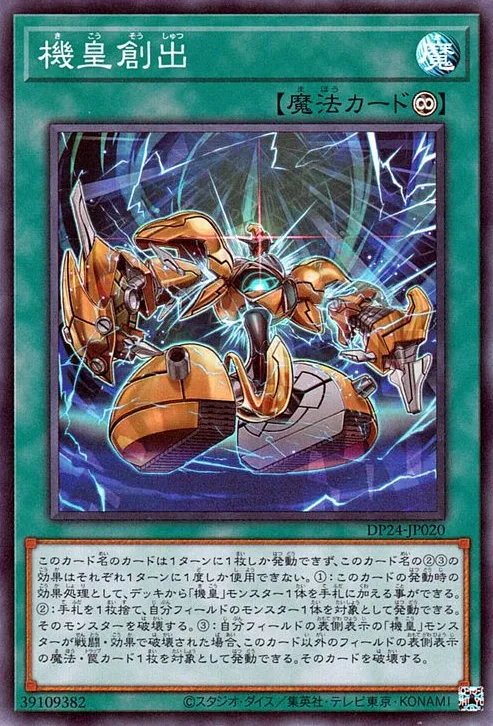 機皇創出
魔
【魔法カード】
DP24-JP020
このカード名のカードは1ターンに1枚しか発動できず、このカード名の②③の
効果はそれぞれ1ターンに1度しか使用できない。①：このカードの発動時の
効果処理として、デッキから「機皇」モンスター1体を手札に加える事ができる。
②：手札を1枚捨て、自分フィールドのモンスター1体を対象として発動できる。
そのモンスターを破壊する。③：自分フィールドの表側表示の「機皇」モンス
ターが戦闘・効果で破壊された場合、このカード以外のフィールドの表側表示
の魔法・罠カード1枚を対象として発動できる。そのカードを破壊する。
39109382
©スタジオ・ダイス／集英社・テレビ東京・KONAMI